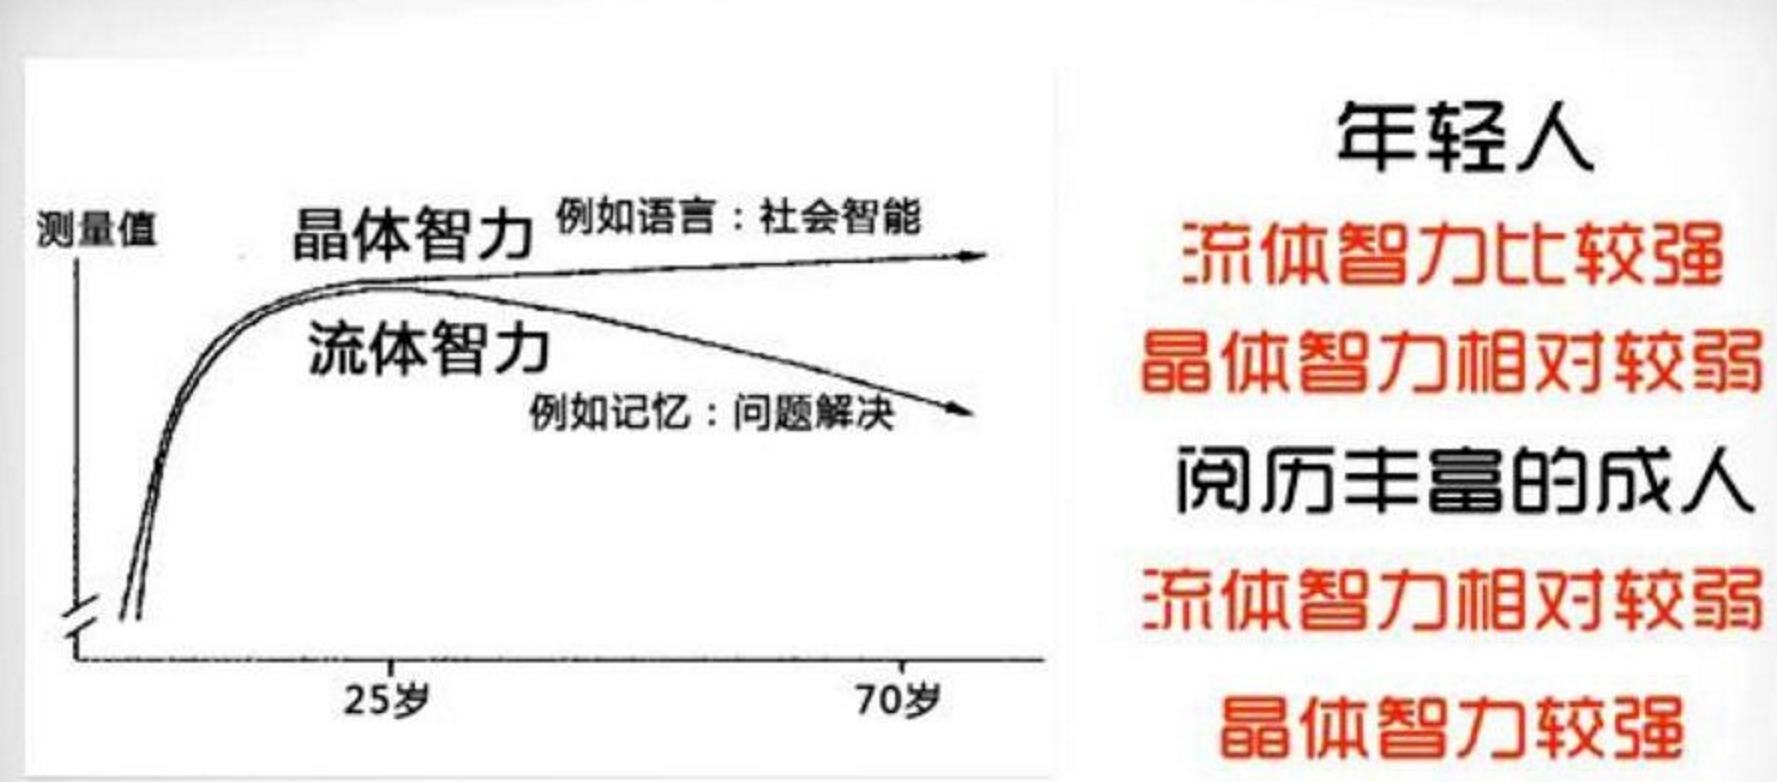 测量值
晶体智力
例如语言：社会智能
流体智力
例如记忆：问题解决
25岁
70岁
年轻人
流体智力比较强
晶体智力相对较弱
阅历丰富的成人
流体智力相对较弱
晶体智力较强